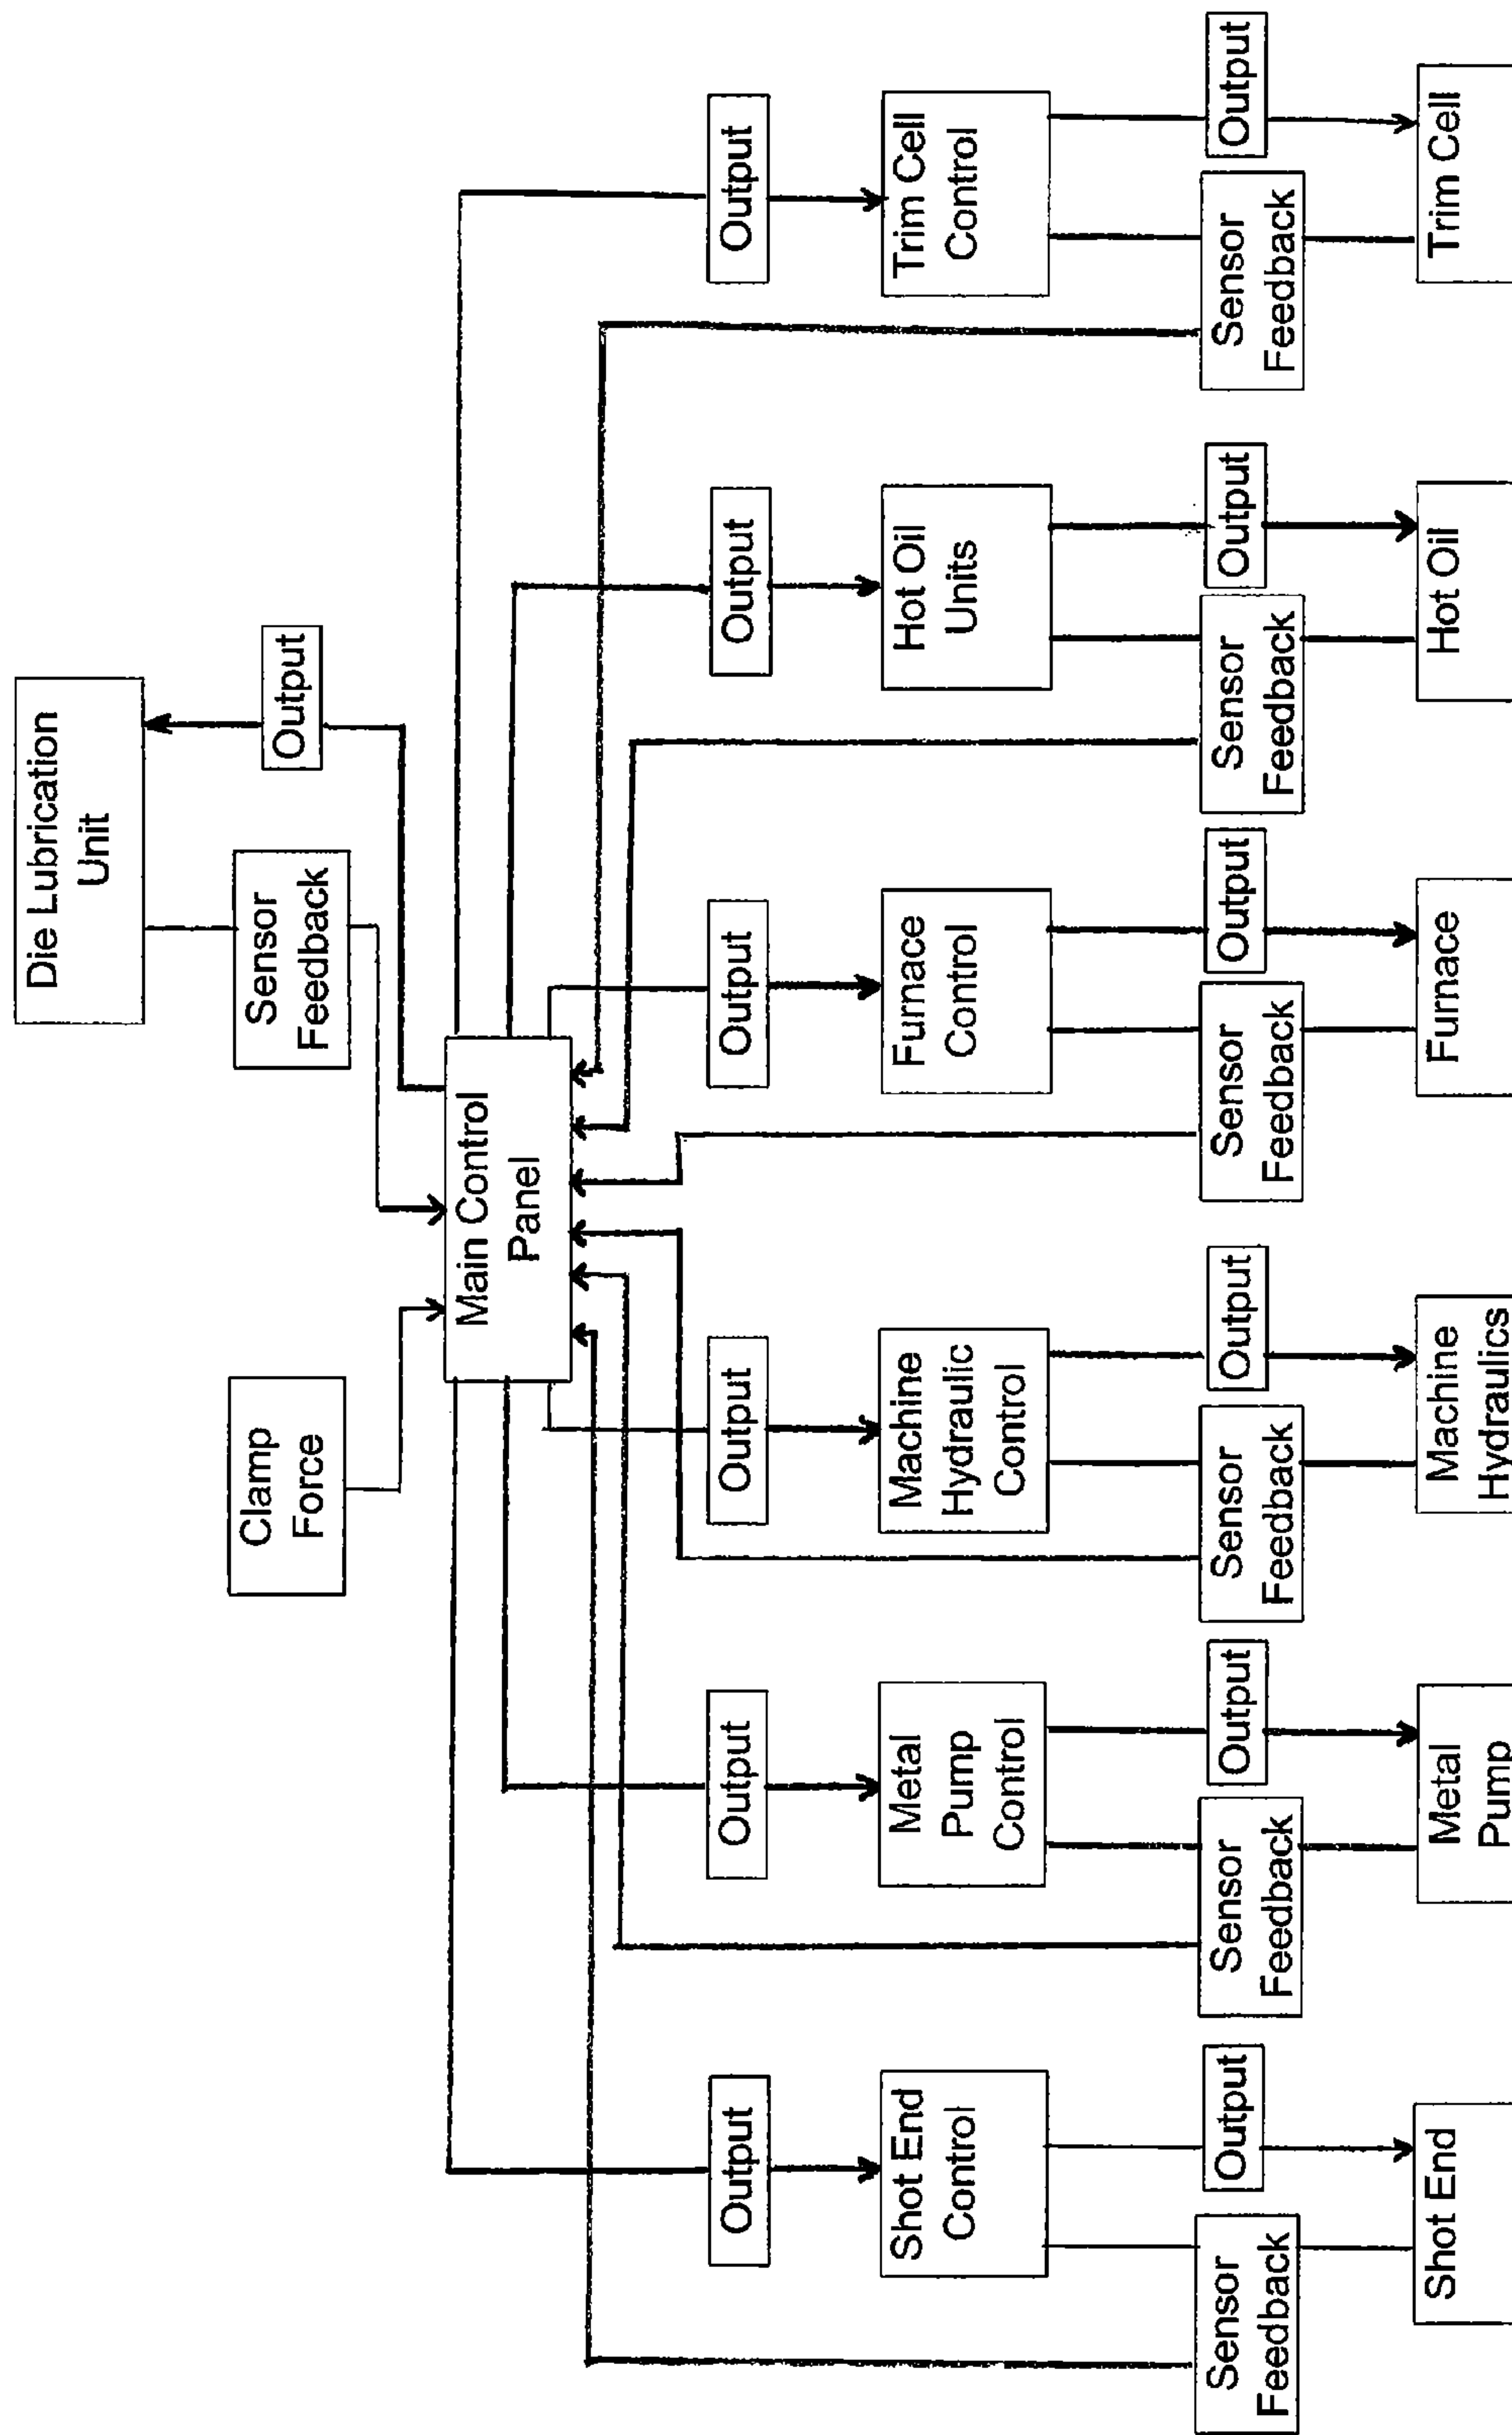 Die Lubrication
Unit
Clamp
Force
Sensor
Feedback
Output
Main Control
Panel
Output
Output
Output
Output
Output
Output
Shot End
Control
Metal
Pump
Control
Machine
Hydraulic
Control
Furnace
Control
Hot Oil
Units
Trim Cell
Control
Sensor
Feedback
Output
Sensor
Feedback
Output
Sensor
Feedback
Output
Sensor
Feedback
Output
Sensor
Feedback
Output
Sensor
Feedback
Output
Shot End
Metal
Pump
Machine
Hydraulics
Furnace
Hot Oil
Trim Cell